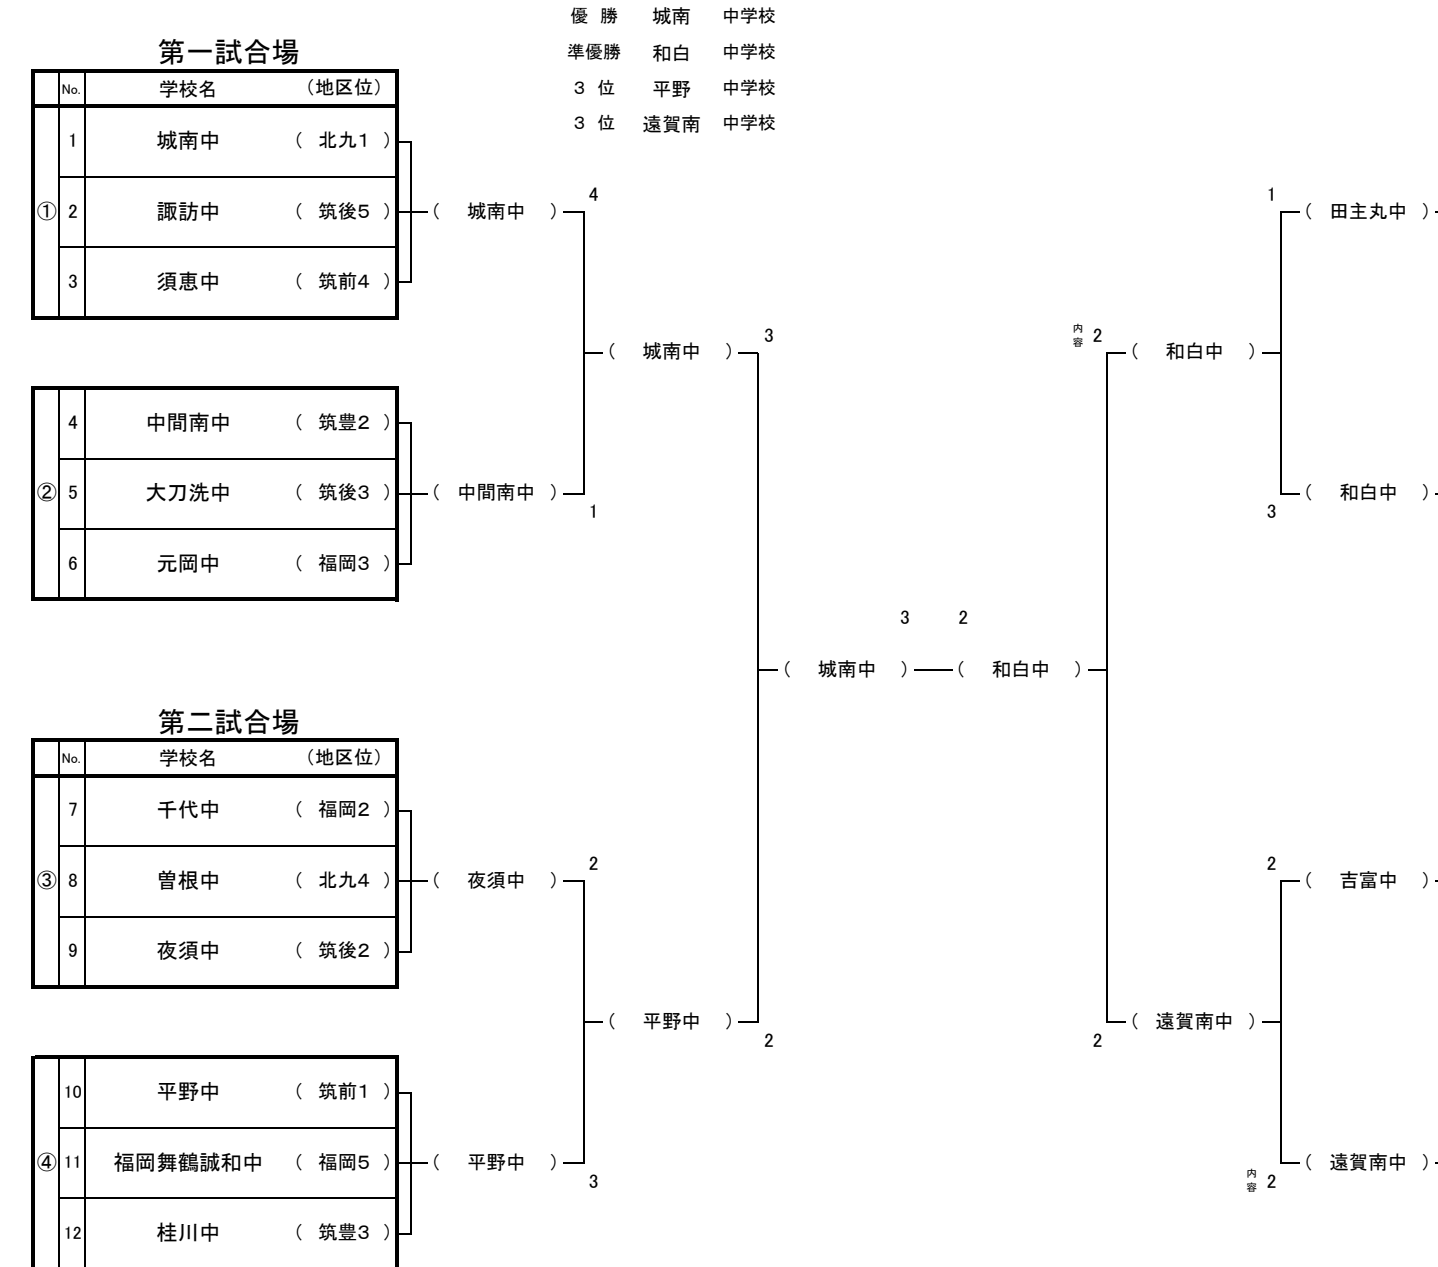 優 勝 城南 中学校
準優勝 和白 中学校
3 位 平野 中学校
3 位 遠賀南 中学校
第一試合場
No. 学校名 （地区位）
①
1 城南中 （ 北九1 ）
2 諏訪中 （ 筑後5 ）
3 須恵中 （ 筑前4 ）
（ 城南中 ） 4
②
4 中間南中 （ 筑豊2 ）
5 大刀洗中 （ 筑後3 ）
6 元岡中 （ 福岡3 ）
（ 中間南中 ） 1
（ 城南中 ） 3
第二試合場
No. 学校名 （地区位）
③
7 千代中 （ 福岡2 ）
8 曽根中 （ 北九4 ）
9 夜須中 （ 筑後2 ）
（ 夜須中 ） 2
④
10 平野中 （ 筑前1 ）
11 福岡舞鶴誠和中 （ 福岡5 ）
12 桂川中 （ 筑豊3 ）
（ 平野中 ） 3
（ 平野中 ） 2
3 2
（ 城南中 ） （ 和白中 ）
内容 2 （ 和白中 ）
2 （ 遠賀南中 ）
1 （ 田主丸中 ）
3 （ 和白中 ）
2 （ 吉富中 ）
内容 2 （ 遠賀南中 ）